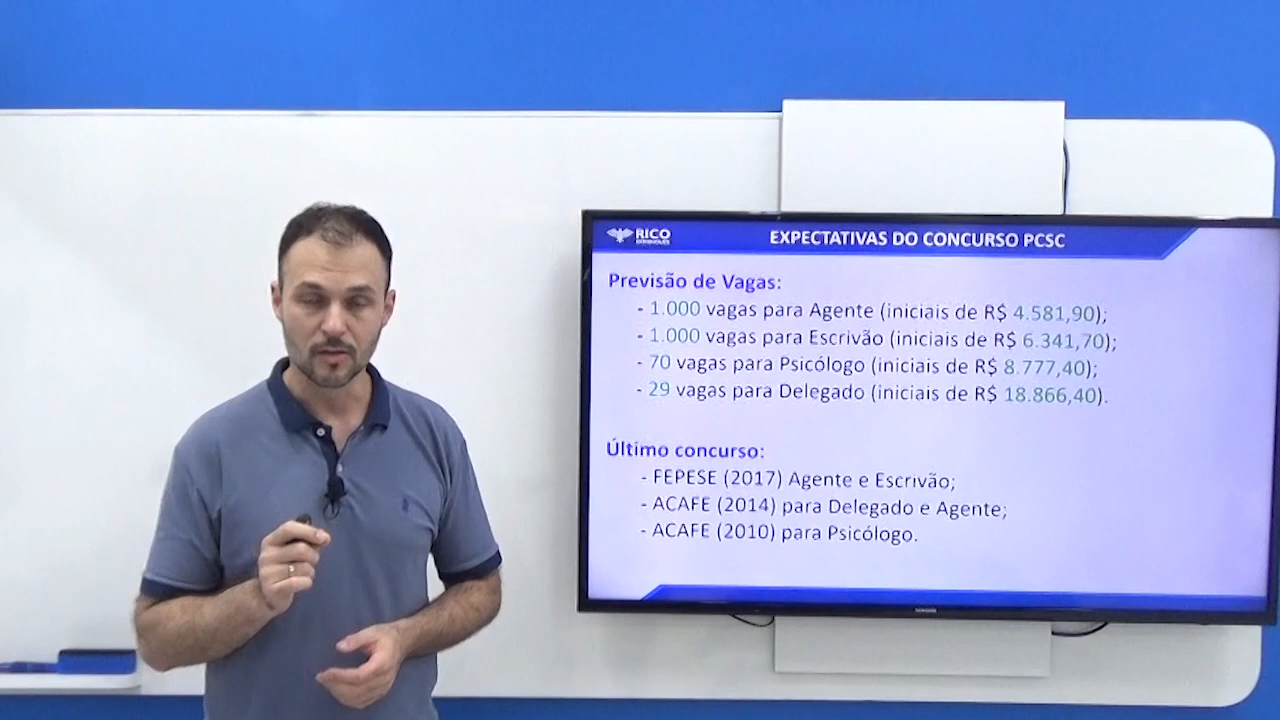 RICO
DOMINGUES
EXPECTATIVAS DO CONCURSO PCSC
Previsão de Vagas:
- 1.000 vagas para Agente (iniciais de R$ 4.581,90);
- 1.000 vagas para Escrivão (iniciais de R$ 6.341,70);
- 70 vagas para Psicólogo (iniciais de R$ 8.777,40);
- 29 vagas para Delegado (iniciais de R$ 18.866,40).
Último concurso:
- FEPESE (2017) Agente e Escrivão;
- ACAFE (2014) para Delegado e Agente;
- ACAFE (2010) para Psicólogo.